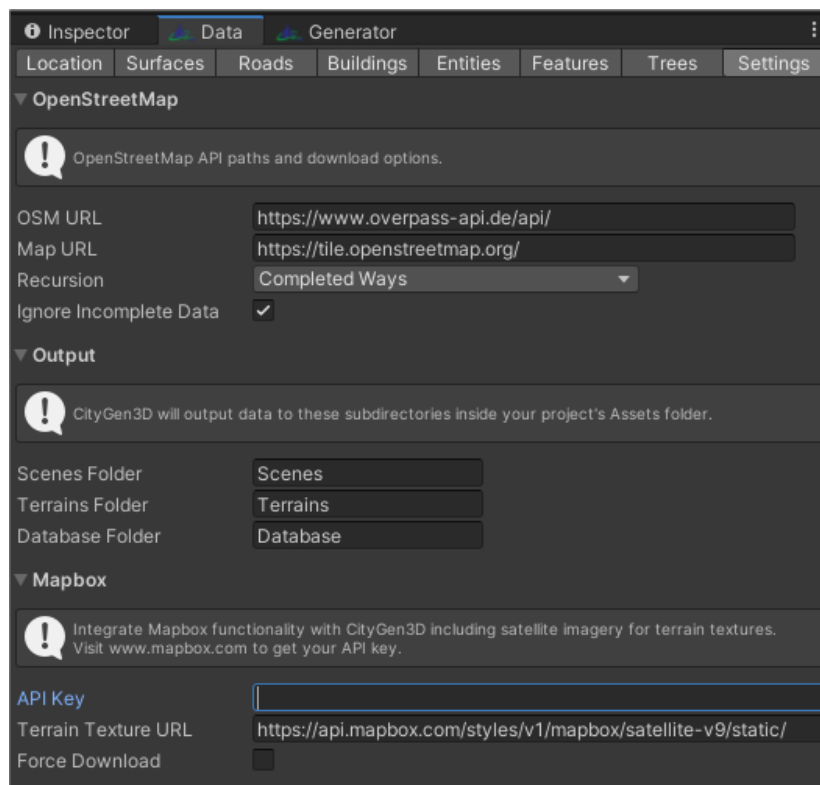 Inspector Data Generator
Location Surfaces Roads Buildings Entities Features Trees Settings
OpenStreetMap
OpenStreetMap API paths and download options.
OSM URL https://www.overpass-api.de/api/
Map URL https://tile.openstreetmap.org/
Recursion Completed Ways
Ignore Incomplete Data
Output
CityGen3D will output data to these subdirectories inside your project's Assets folder.
Scenes Folder Scenes
Terrains Folder Terrains
Database Folder Database
Mapbox
Integrate Mapbox functionality with CityGen3D including satellite imagery for terrain textures.
Visit www.mapbox.com to get your API key.
API Key
Terrain Texture URL https://api.mapbox.com/styles/v1/mapbox/satellite-v9/static/
Force Download